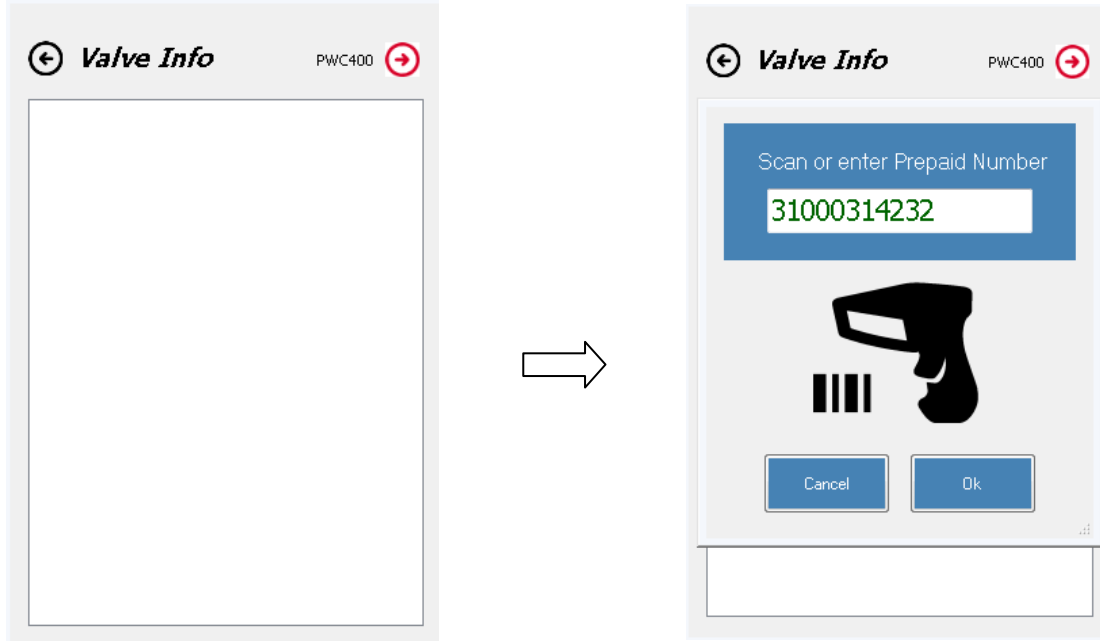 Valve Info PWC400
Valve Info PWC400
Scan or enter Prepaid Number
31000314232
Cancel Ok